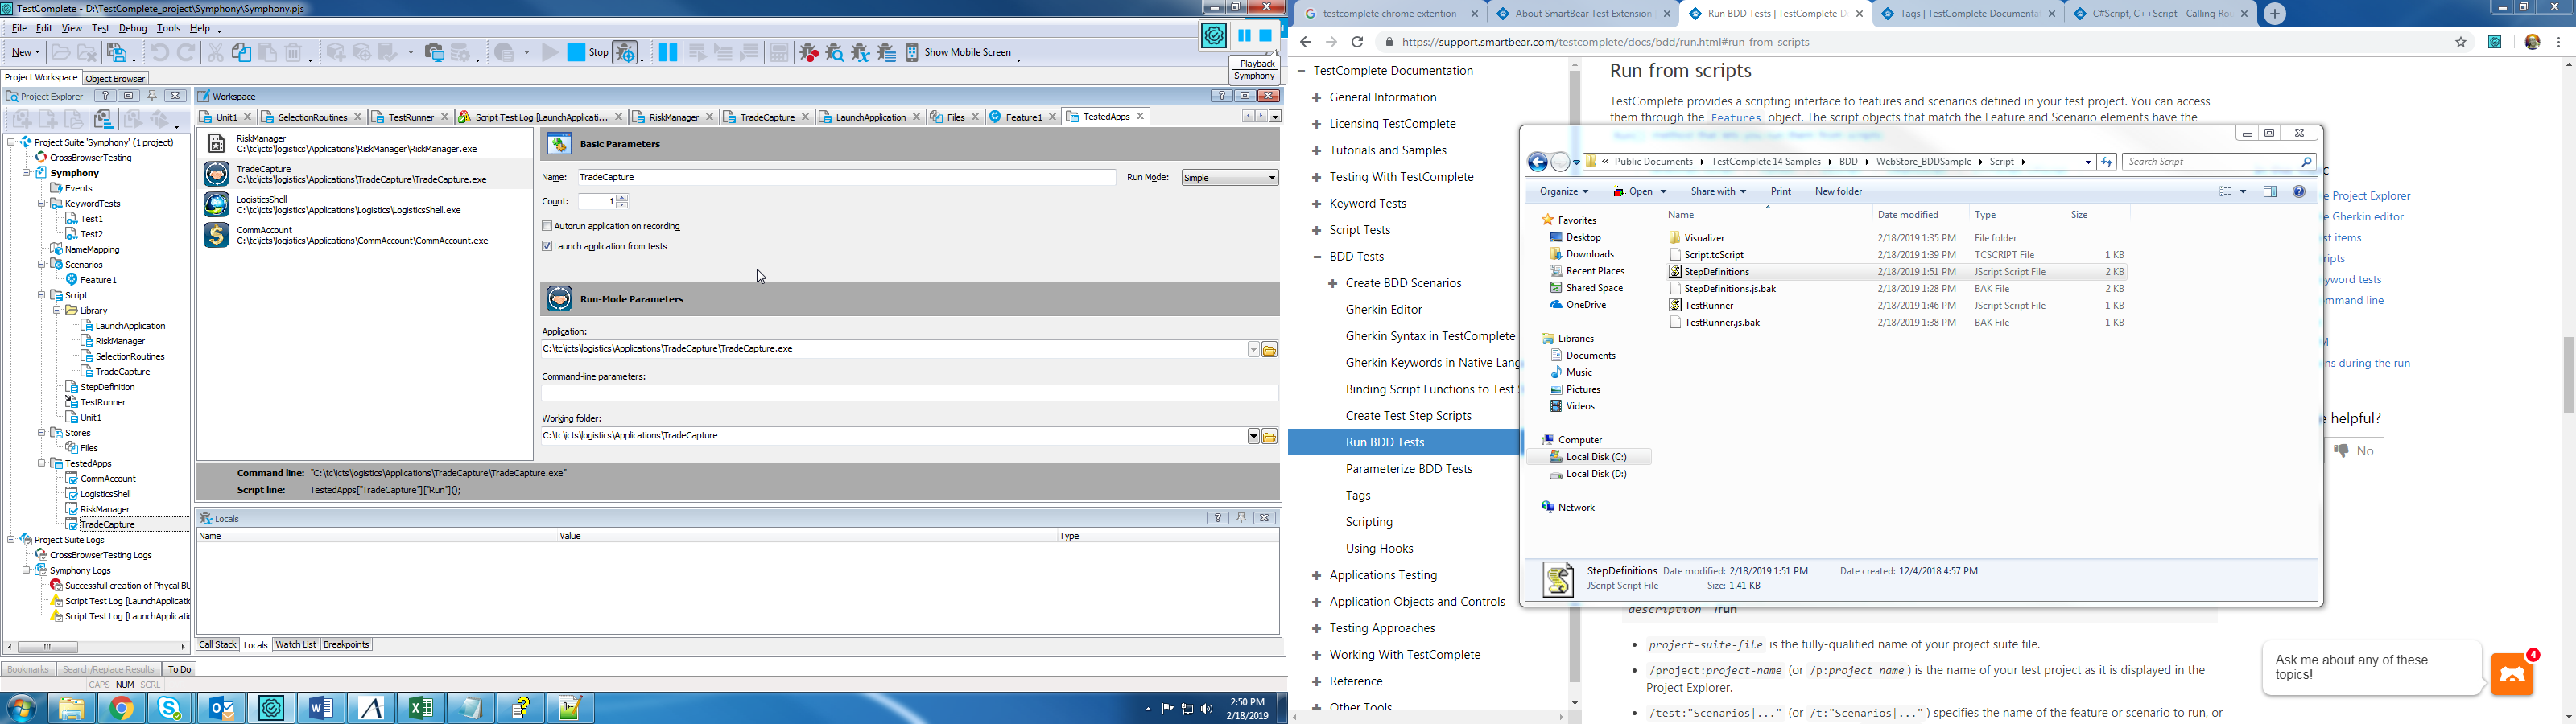 TestComplete - D:\TestComplete_project\Symphony\Symphony.pjs
File Edit View Test Debug Tools Help
New
Stop
Show Mobile Screen
Playback
Symphony
Project Workspace Object Browser
Project Explorer
Project Suite 'Symphony' (1 project)
CrossBrowserTesting
Symphony
Events
KeywordTests
Test1
Test2
NameMapping
Scenarios
Feature1
Script
Library
LaunchApplication
RiskManager
SelectionRoutines
TradeCapture
StepDefinition
TestRunner
Unit1
Stores
Files
TestedApps
CommAccount
LogisticsShell
RiskManager
TradeCapture
Project Suite Logs
CrossBrowserTesting Logs
Symphony Logs
Successfull creation of Phycal BU
Script Test Log [LaunchApplicatio
Script Test Log [LaunchApplicatio
Workspace
Unit1 SelectionRoutines TestRunner Script Test Log [LaunchApplicati... RiskManager TradeCapture LaunchApplication Files Feature1 TestedApps
RiskManager
C:\tc\icts\logistics\Applications\RiskManager\RiskManager.exe
TradeCapture
C:\tc\icts\logistics\Applications\TradeCapture\TradeCapture.exe
LogisticsShell
C:\tc\icts\logistics\Applications\Logistics\LogisticsShell.exe
CommAccount
C:\tc\icts\logistics\Applications\CommAccount\CommAccount.exe
Basic Parameters
Name: TradeCapture Run Mode: Simple
Count: 1
Autorun application on recording
Launch application from tests
Run-Mode Parameters
Application:
C:\tc\icts\logistics\Applications\TradeCapture\TradeCapture.exe
Command-line parameters:
Working folder:
C:\tc\icts\logistics\Applications\TradeCapture
Command line: "C:\tc\icts\logistics\Applications\TradeCapture\TradeCapture.exe"
Script line: TestedApps["TradeCapture"]["Run"]();
Locals
Name Value Type
Call Stack Locals Watch List Breakpoints
Bookmarks Search/Replace Results To Do
CAPS NUM SCRL
2:50 PM
2/18/2019
testcomplete chrome extention
About SmartBear Test Extension
Run BDD Tests | TestComplete D
Tags | TestComplete Documenta
C#Script, C++Script - Calling Rou
https://support.smartbear.com/testcomplete/docs/bdd/run.html#run-from-scripts
TestComplete Documentation
General Information
Licensing TestComplete
Tutorials and Samples
Testing With TestComplete
Keyword Tests
Script Tests
BDD Tests
Create BDD Scenarios
Gherkin Editor
Gherkin Syntax in TestComplete
Gherkin Keywords in Native Lang
Binding Script Functions to Test
Create Test Step Scripts
Run BDD Tests
Parameterize BDD Tests
Tags
Scripting
Using Hooks
Applications Testing
Application Objects and Controls
Testing Approaches
Working With TestComplete
Reference
Other Tools
Run from scripts
TestComplete provides a scripting interface to features and scenarios defined in your test project. You can access
them through the Features object. The script objects that match the Feature and Scenario elements have the
« Public Documents TestComplete 14 Samples BDD WebStore_BDDSample Script
Search Script
Organize Open Share with Print New folder
Favorites
Desktop
Downloads
Recent Places
Shared Space
OneDrive
Libraries
Documents
Music
Pictures
Videos
Computer
Local Disk (C:)
Local Disk (D:)
Network
Name Date modified Type Size
Visualizer 2/18/2019 1:35 PM File folder
Script.tcScript 2/18/2019 1:39 PM TCSCRIPT File 1 KB
StepDefinitions 2/18/2019 1:51 PM JScript Script File 2 KB
StepDefinitions.js.bak 2/18/2019 1:28 PM BAK File 2 KB
TestRunner 2/18/2019 1:46 PM JScript Script File 1 KB
TestRunner.js.bak 2/18/2019 1:38 PM BAK File 1 KB
StepDefinitions Date modified: 2/18/2019 1:51 PM Date created: 12/4/2018 4:57 PM
JScript Script File Size: 1.41 KB
e Project Explorer
e Gherkin editor
st items
ripts
yword tests
mmand line
ns during the run
e helpful?
No
description /run
project-suite-file is the fully-qualified name of your project suite file.
/project:project-name (or /p:project name ) is the name of your test project as it is displayed in the
Project Explorer.
/test:"Scenarios|..." (or /t:"Scenarios|..." ) specifies the name of the feature or scenario to run, or
Ask me about any of these
topics!
4